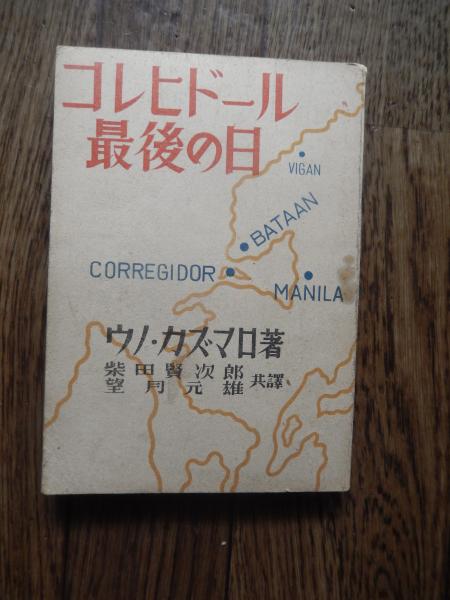 コレヒドール
最後の日
VIGAN
BATAAN
CORREGIDOR
MANILA
ウノ・カズマロ著
柴田賢次郎
望月元雄
共譯